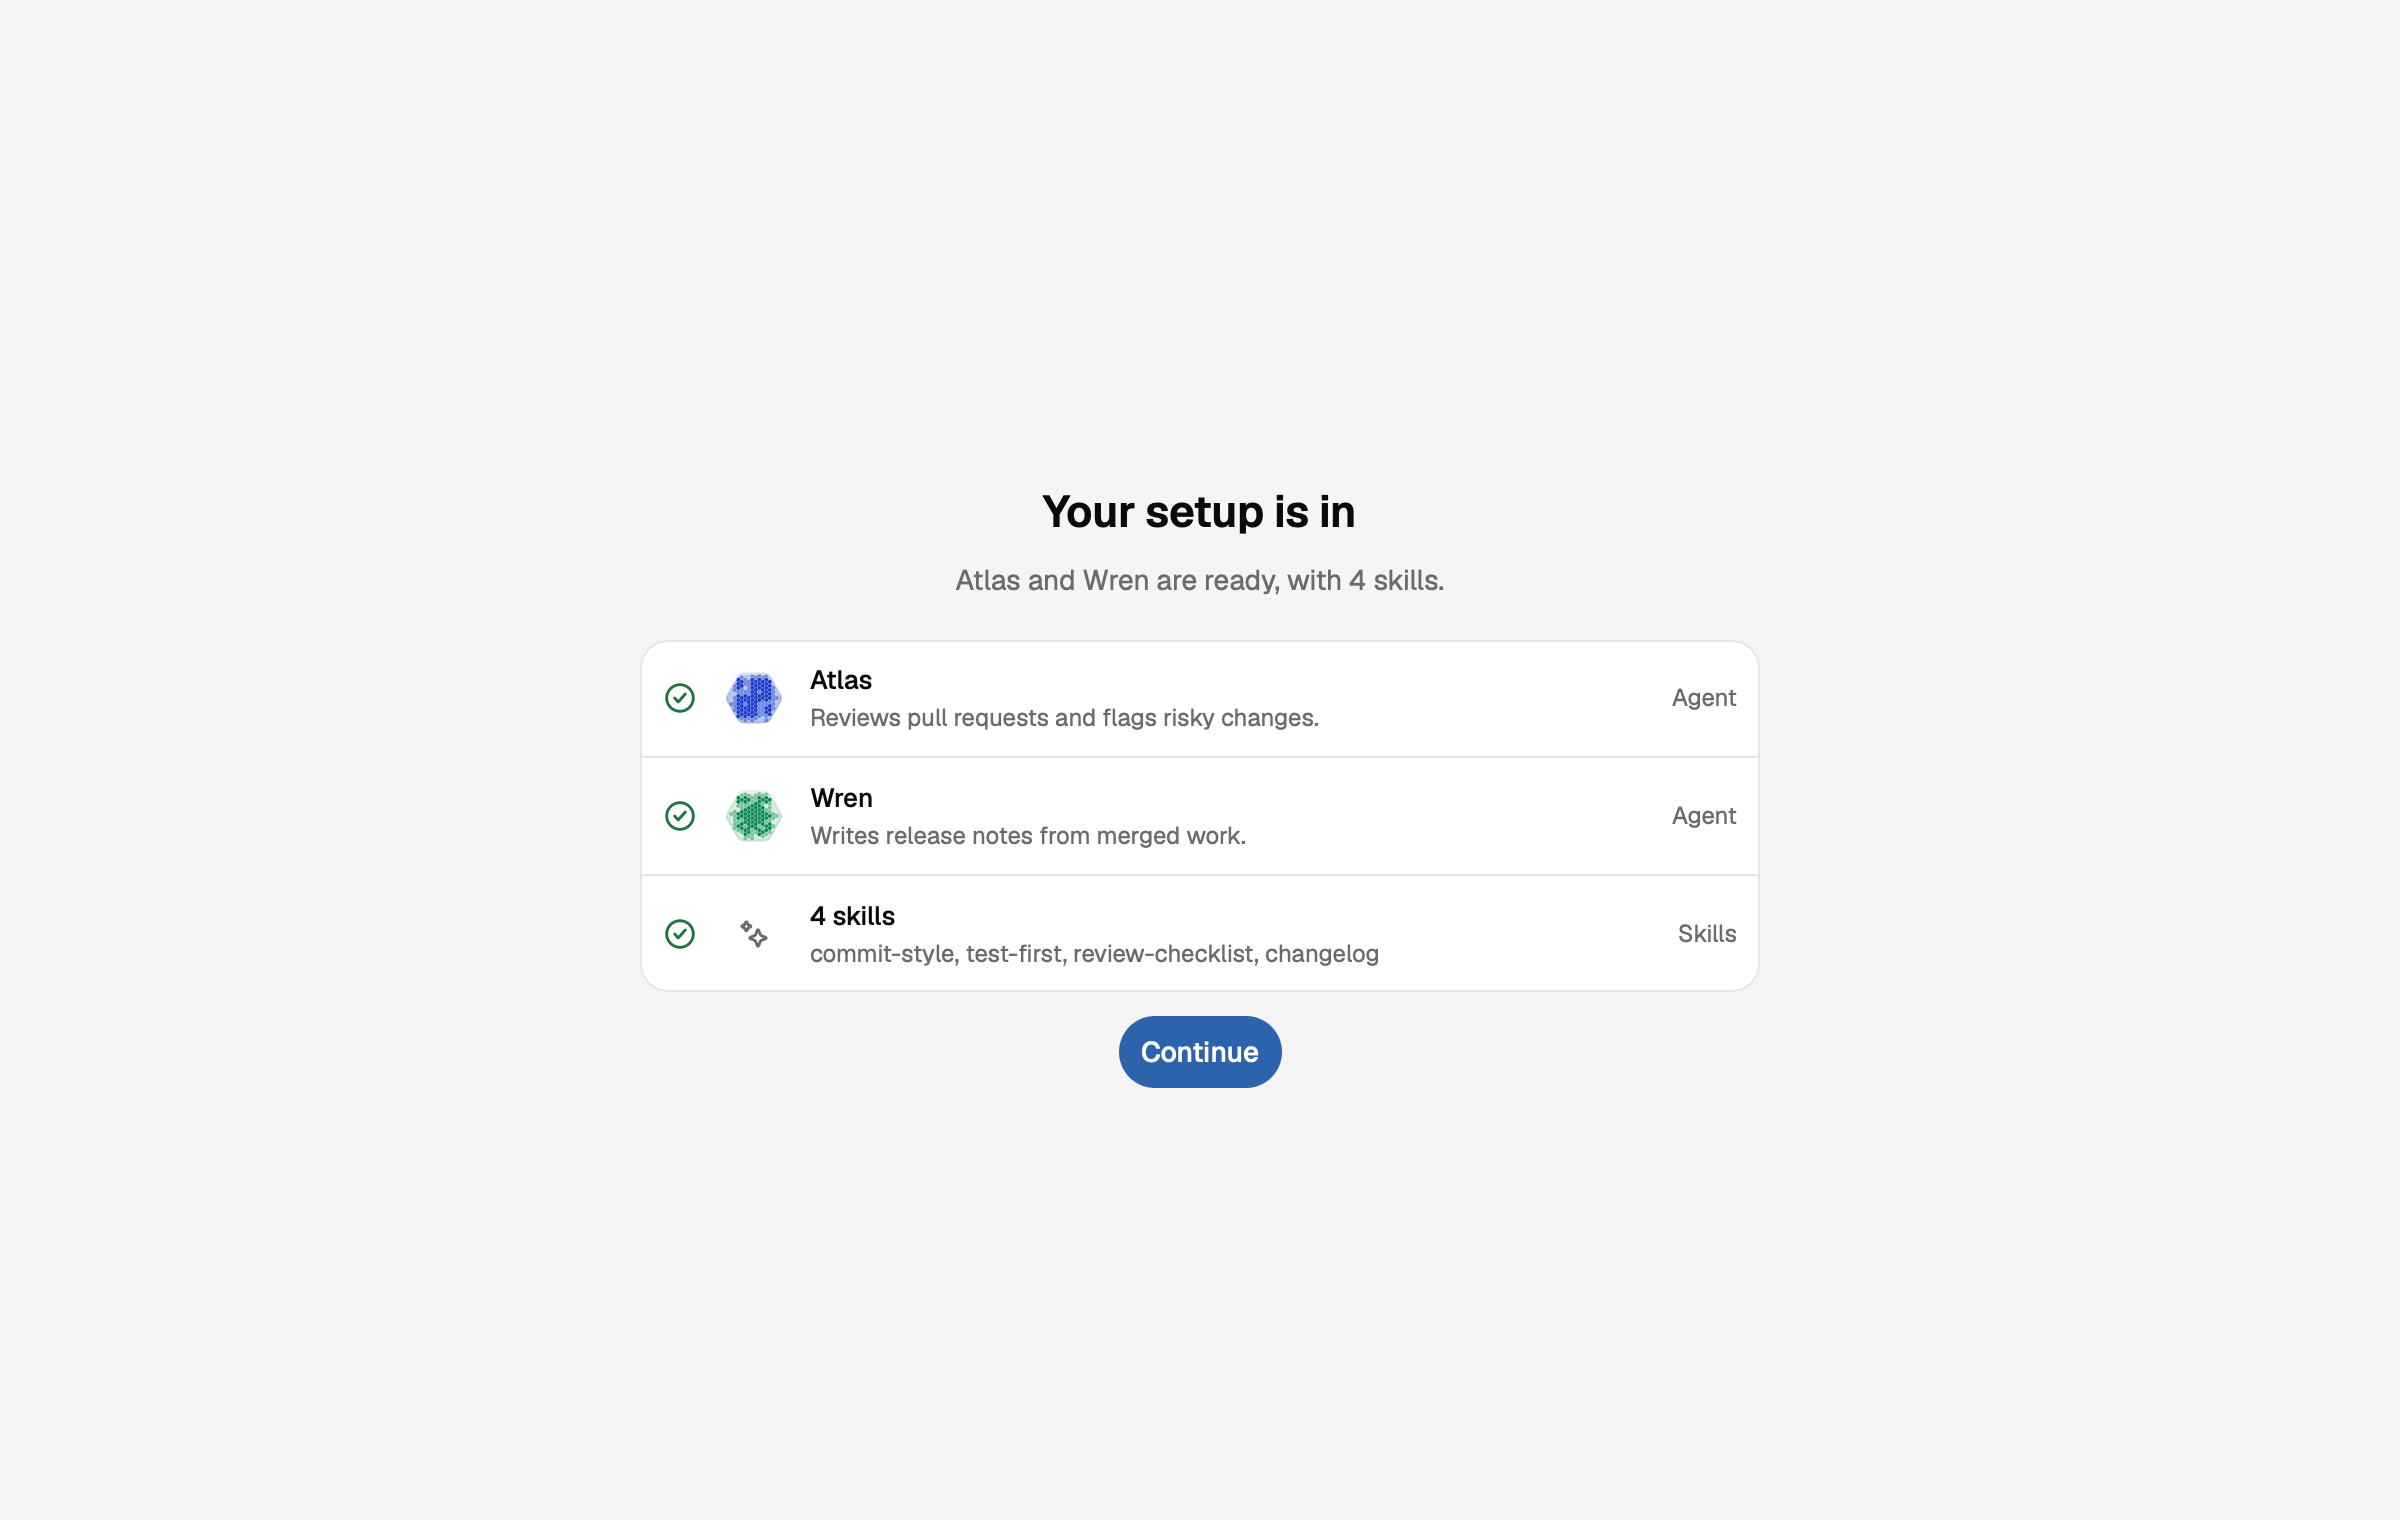 Your setup is in
Atlas and Wren are ready, with 4 skills.
Atlas
Reviews pull requests and flags risky changes.
Agent
Wren
Writes release notes from merged work.
Agent
4 skills
commit-style, test-first, review-checklist, changelog
Skills
Continue